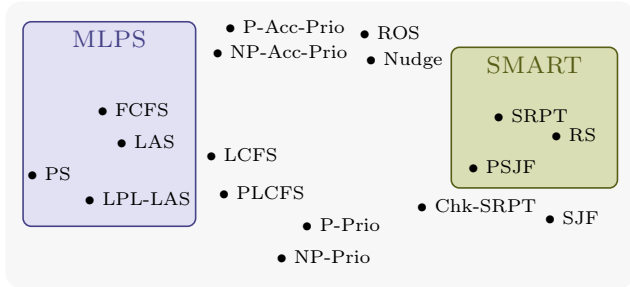 P-Acc-Prio
ROS
MLPS
NP-Acc-Prio
Nudge
SMART
FCFS
SRPT
LAS
RS
LCFS
PSJF
PS
PLCFS
LPL-LAS
Chk-SRPT
SJF
P-Prio
NP-Prio